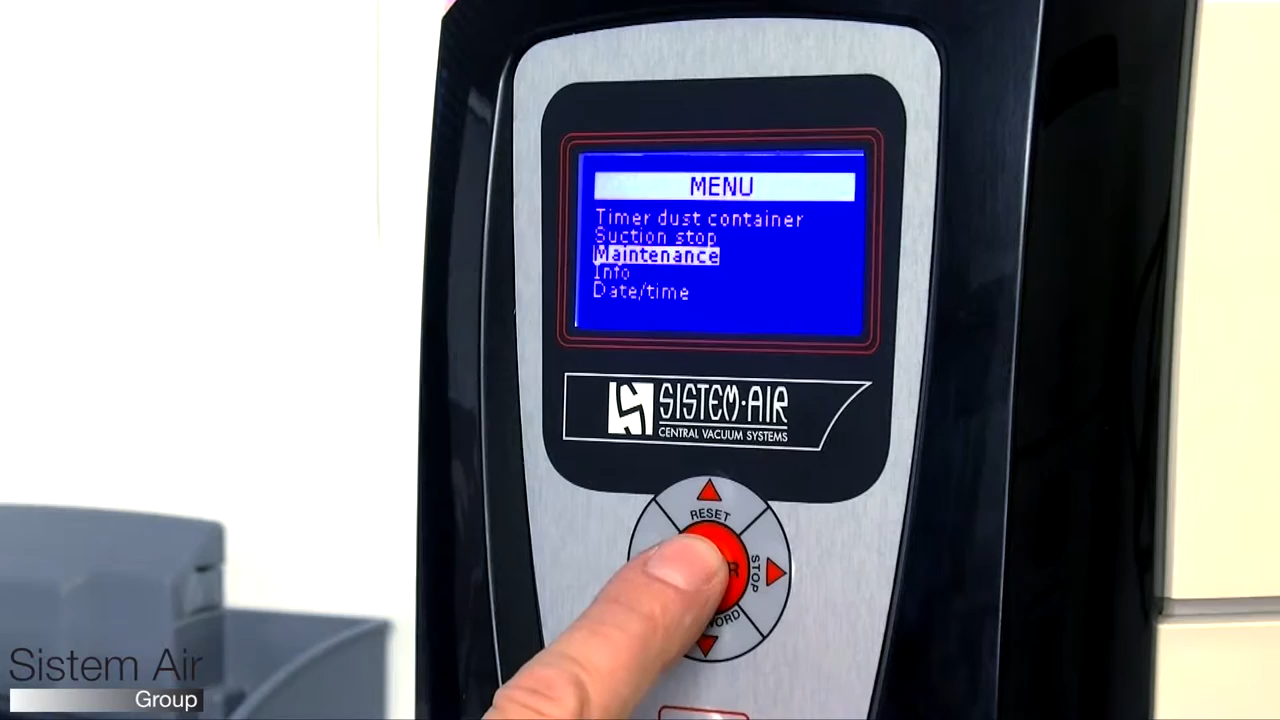 MENU
Timer dust container
Suction stop
Maintenance
Info
Date/time
SISTEM-AIR
CENTRAL VACUUM SYSTEMS
RESET
STOP
Sistem Air
Group